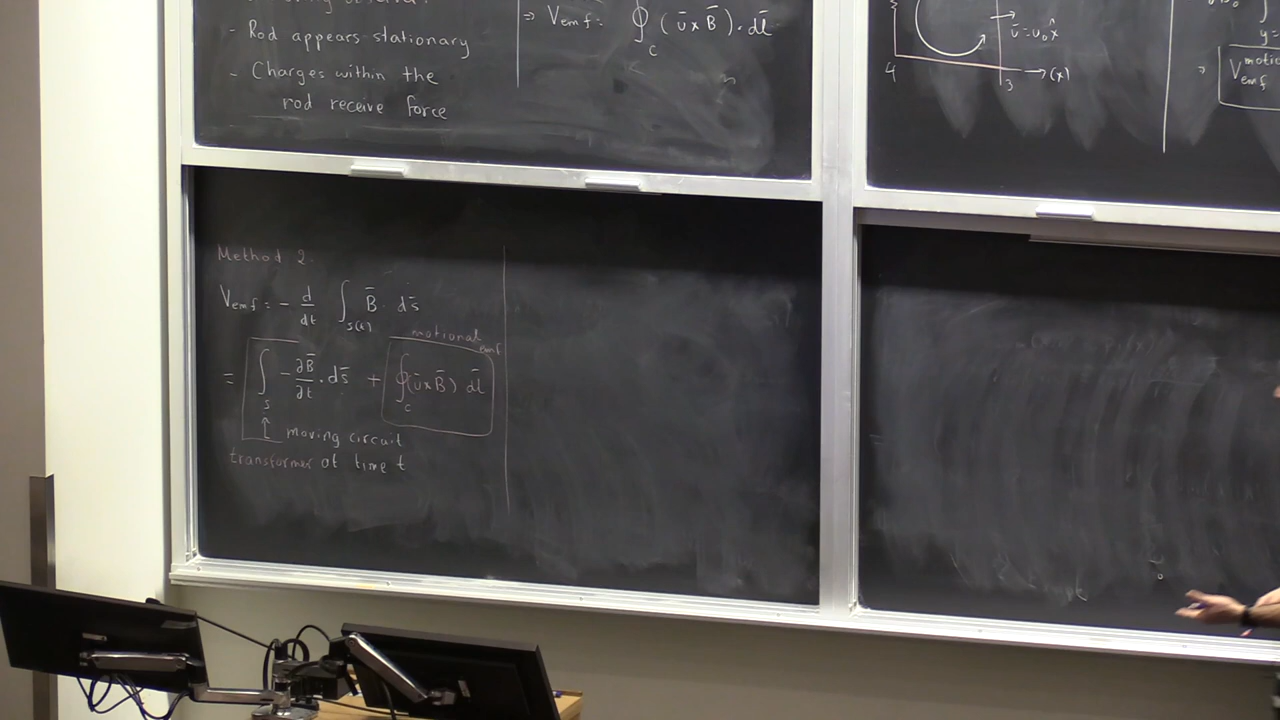 - Rod appears stationary
- Charges within the
rod receive force
⇒ Vemf = ∮C (ū × B̄) · dl̄
ū = u₀x̂
4
3
→ (x)
⇒ Vemf motio
Method 2.
Vemf = - d/dt ∫S(t) B̄ · ds̄
motional emf
= ∫S - ∂B̄/∂t · ds̄ + ∮C (ū × B̄) dl̄
↑ moving circuit
transformer at time t